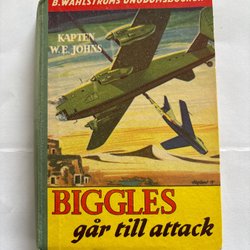 B. WAHLSTRÖMS UNGDOMSBÖCKER
KAPTEN
W. E. JOHNS
BIGGLES
går till attack